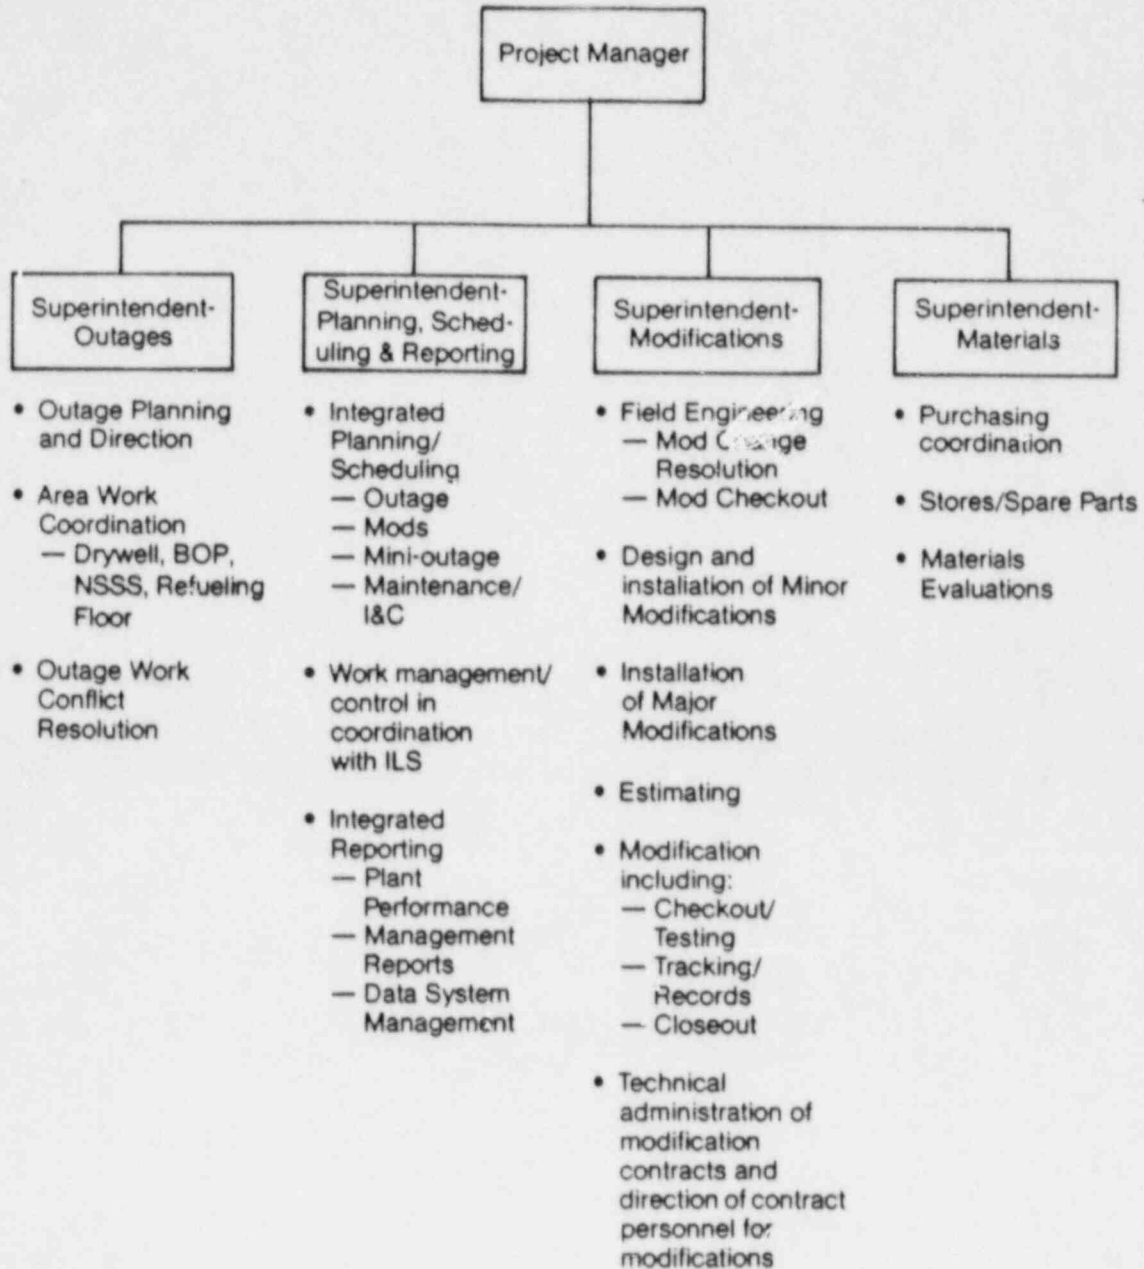 Project Manager
Superintendent-
Outages
• Outage Planning
and Direction
• Area Work
Coordination
— Drywell, BOP,
NSSS, Refueling
Floor
• Outage Work
Conflict
Resolution
Superintendent-
Planning, Sched-
uling & Reporting
• Integrated
Planning/
Scheduling
— Outage
— Mods
— Mini-outage
— Maintenance/
I&C
• Work management/
control in
coordination
with ILS
• Integrated
Reporting
— Plant
Performance
— Management
Reports
— Data System
Management
Superintendent-
Modifications
• Field Engineering
— Mod Change
Resolution
— Mod Checkout
• Design and
installation of Minor
Modifications
• Installation
of Major
Modifications
• Estimating
• Modification
including:
— Checkout/
Testing
— Tracking/
Records
— Closeout
• Technical
administration of
modification
contracts and
direction of contract
personnel for
modifications
Superintendent-
Materials
• Purchasing
coordination
• Stores/Spare Parts
• Materials
Evaluations